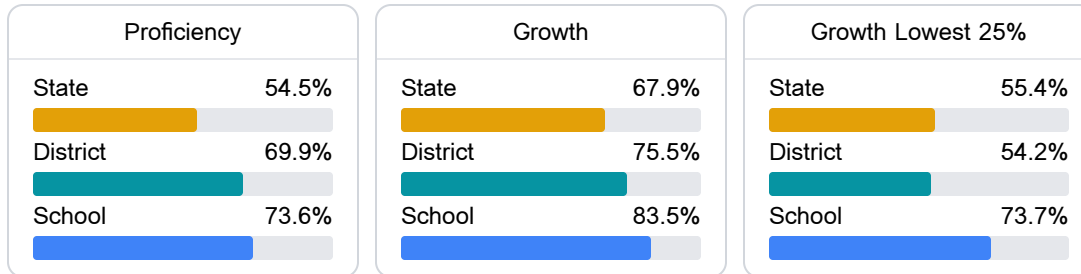 Proficiency
State 54.5%
District 69.9%
School 73.6%
Growth
State 67.9%
District 75.5%
School 83.5%
Growth Lowest 25%
State 55.4%
District 54.2%
School 73.7%